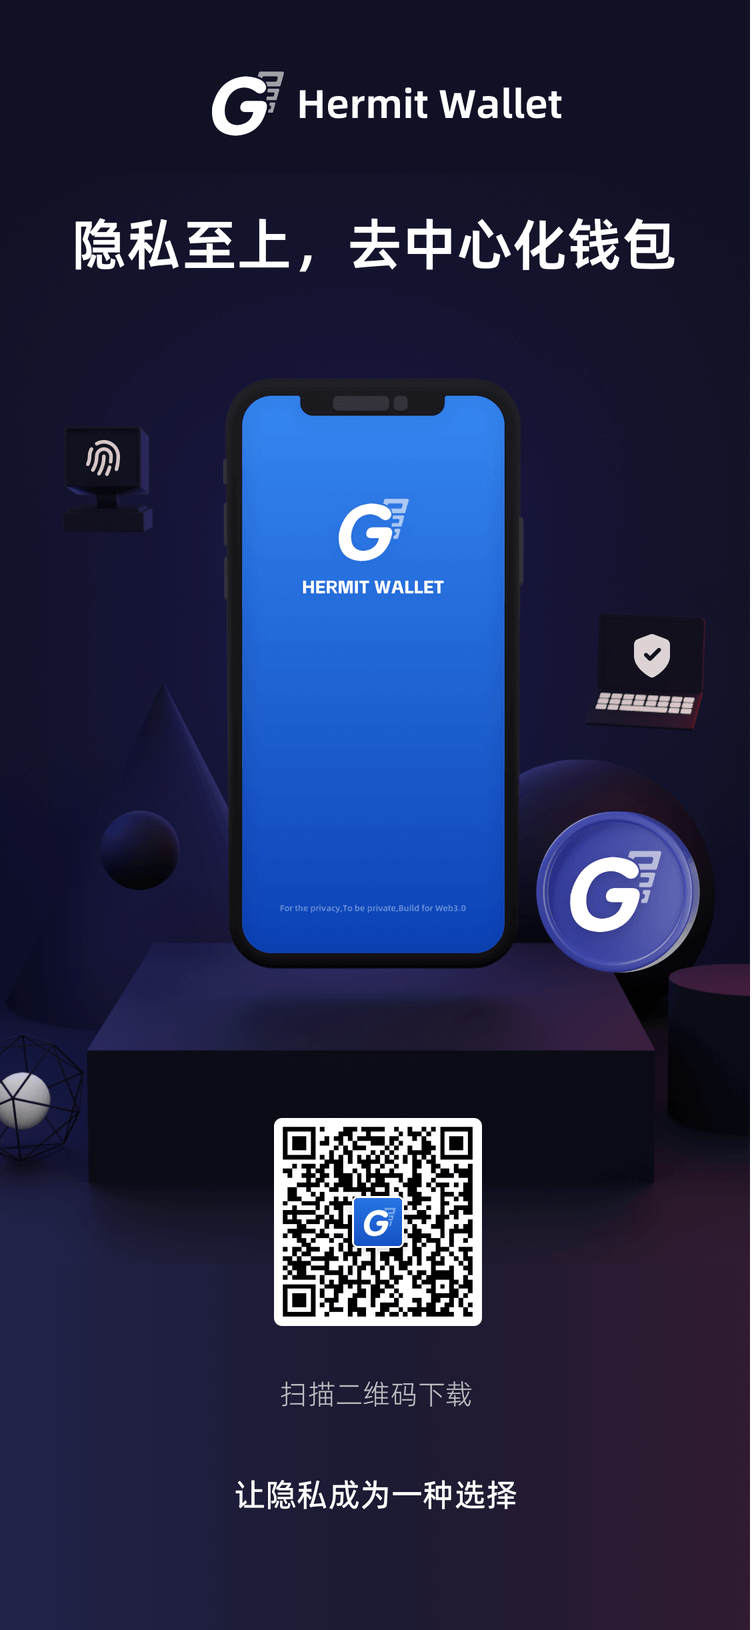 Hermit Wallet
隐私至上，去中心化钱包
HERMIT WALLET
For the privacy,To be private,Build for Web3.0
扫描二维码下载
让隐私成为一种选择